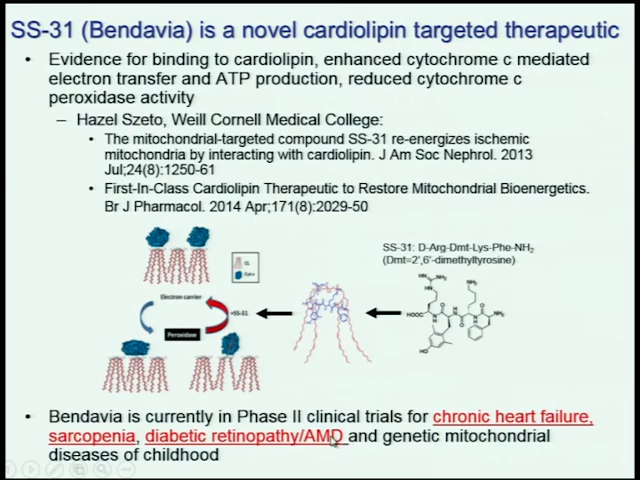 SS-31 (Bendavia) is a novel cardiolipin targeted therapeutic
• Evidence for binding to cardiolipin, enhanced cytochrome c mediated
electron transfer and ATP production, reduced cytochrome c
peroxidase activity
– Hazel Szeto, Weill Cornell Medical College:
• The mitochondrial-targeted compound SS-31 re-energizes ischemic
mitochondria by interacting with cardiolipin. J Am Soc Nephrol. 2013
Jul;24(8):1250-61
• First-In-Class Cardiolipin Therapeutic to Restore Mitochondrial Bioenergetics.
Br J Pharmacol. 2014 Apr;171(8):2029-50
SS-31: D-Arg-Dmt-Lys-Phe-NH2
(Dmt=2',6'-dimethyltyrosine)
CL
Electron carrier
+SS-31
Peroxidase
• Bendavia is currently in Phase II clinical trials for chronic heart failure,
sarcopenia, diabetic retinopathy/AMD and genetic mitochondrial
diseases of childhood